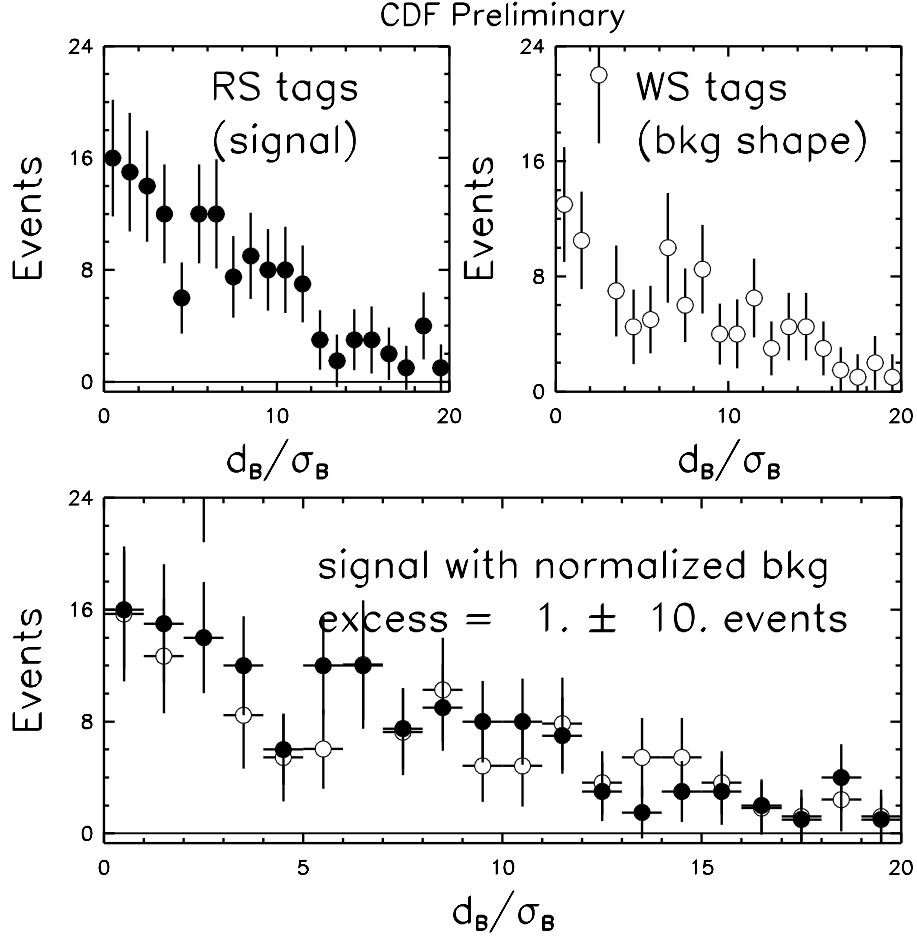 CDF Preliminary
24
16
8
0
Events
RS tags
(signal)
0 10 20
d_B/σ_B
24
16
8
0
Events
WS tags
(bkg shape)
0 10 20
d_B/σ_B
24
16
8
0
Events
signal with normalized bkg
excess = 1. ± 10. events
0 5 10 15 20
d_B/σ_B